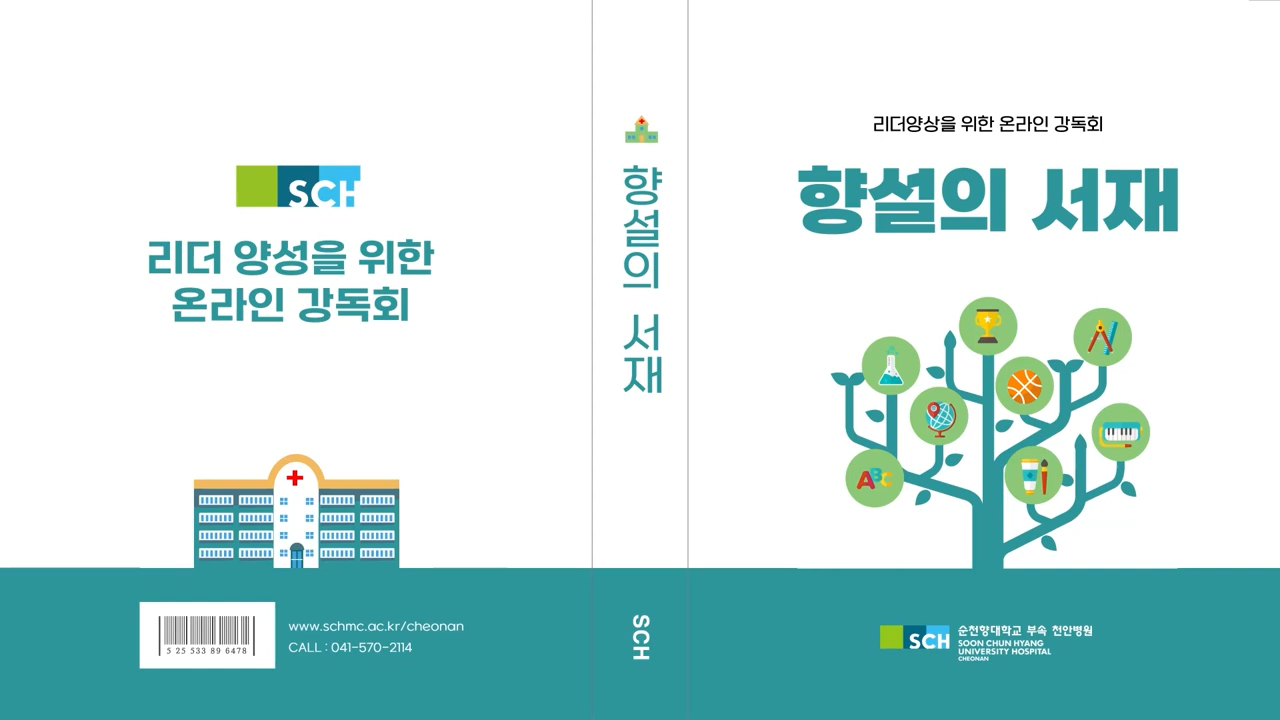 SCH
리더 양성을 위한
온라인 강독회
5 25 533 89 6478
www.schmc.ac.kr/cheonan
CALL : 041-570-2114
향설의 서재
SCH
리더양상을 위한 온라인 강독회
향설의 서재
ABC
SCH
순천향대학교 부속 천안병원
SOON CHUN HYANG
UNIVERSITY HOSPITAL
CHEONAN